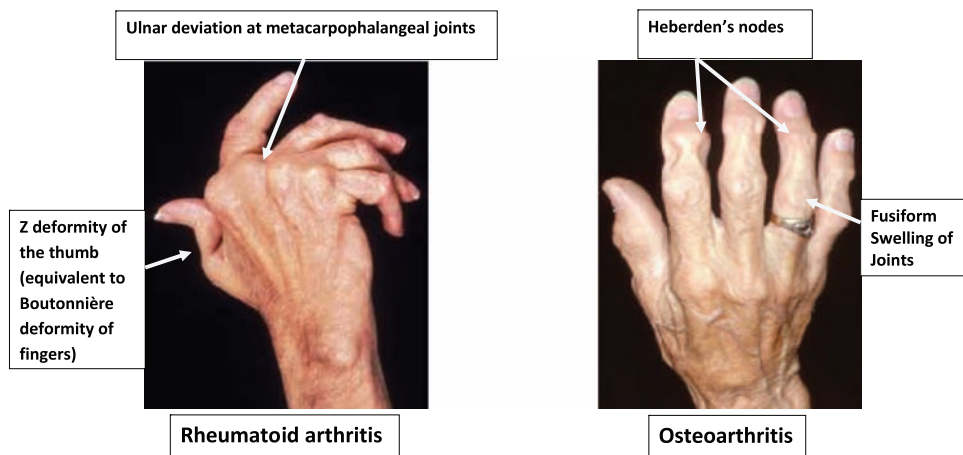 Ulnar deviation at metacarpophalangeal joints
Heberden's nodes
Z deformity of
the thumb
(equivalent to
Boutonnière
deformity of
fingers)
Fusiform
Swelling of
Joints
Rheumatoid arthritis
Osteoarthritis